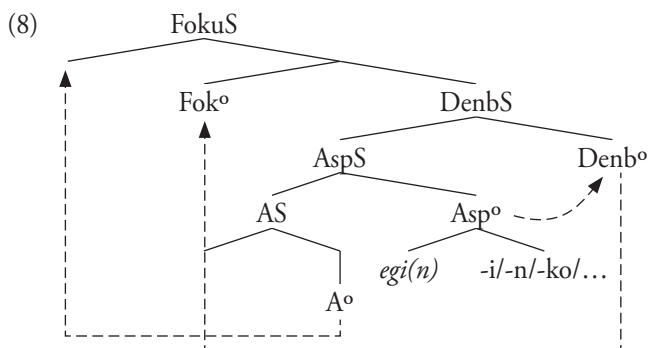 (8) FokuS
Fokº DenbS
AspS Denbº
AS Aspº
egi(n) -i/-n/-ko/…
Aº